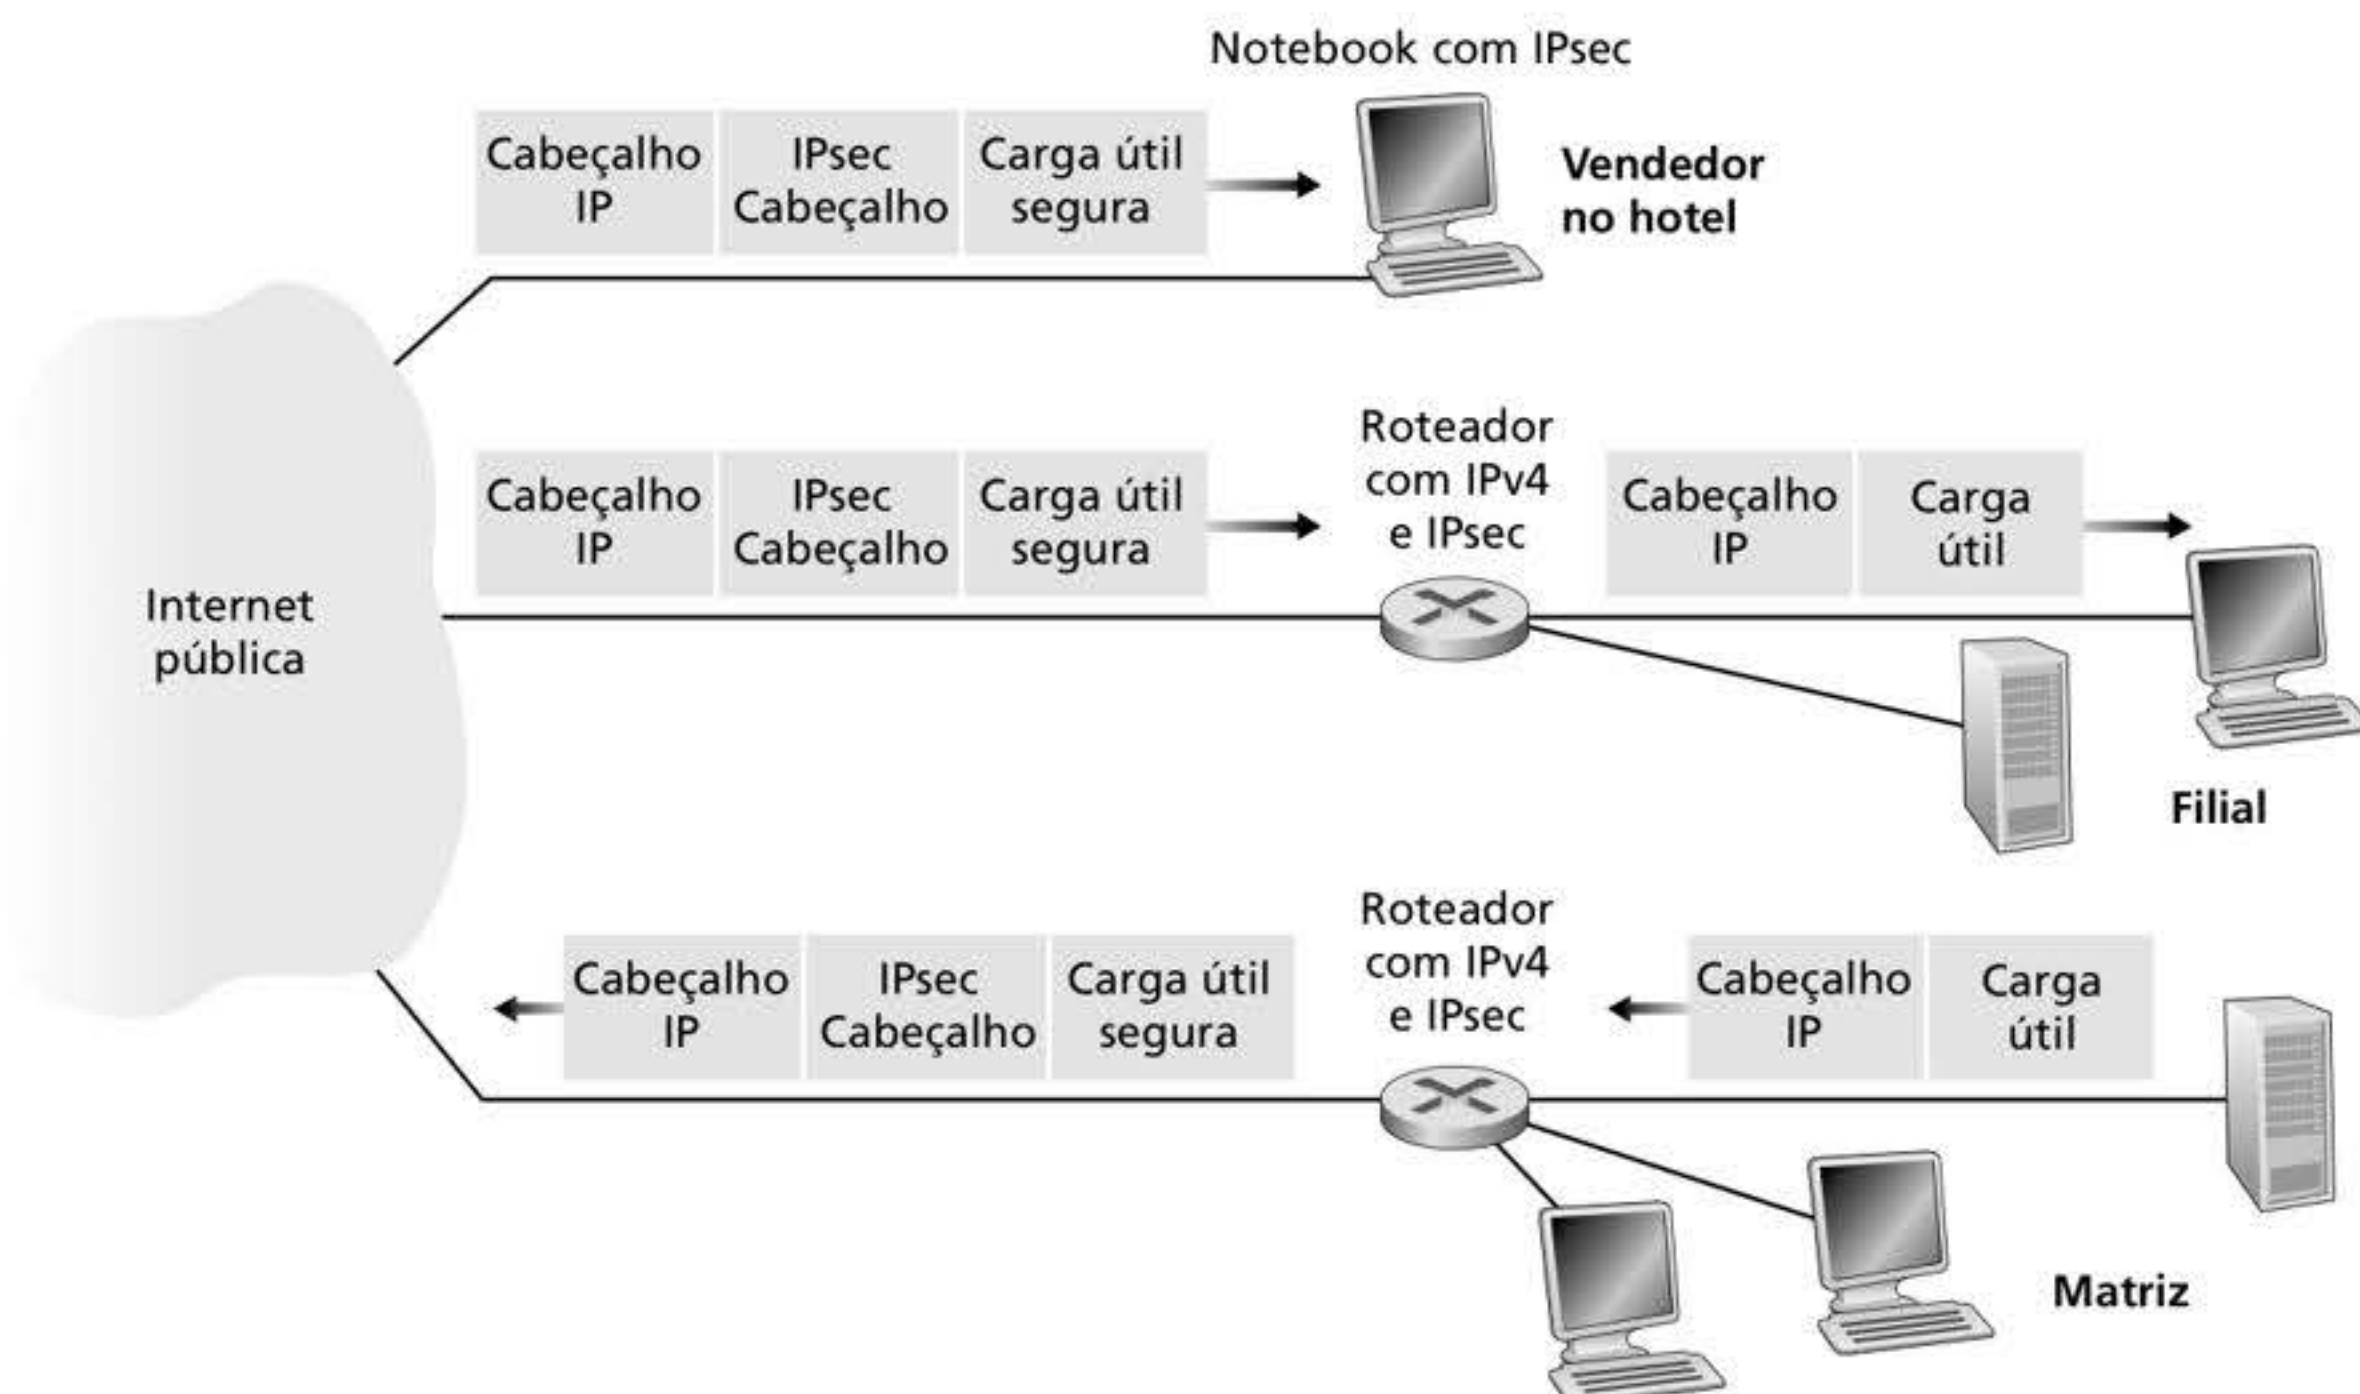 Notebook com IPsec
Cabeçalho
IP
IPsec
Cabeçalho
Carga útil
segura
Vendedor
no hotel
Cabeçalho
IP
IPsec
Cabeçalho
Carga útil
segura
Roteador
com IPv4
e IPsec
Cabeçalho
IP
Carga
útil
Internet
pública
Filial
Cabeçalho
IP
IPsec
Cabeçalho
Carga útil
segura
Roteador
com IPv4
e IPsec
Cabeçalho
IP
Carga
útil
Matriz